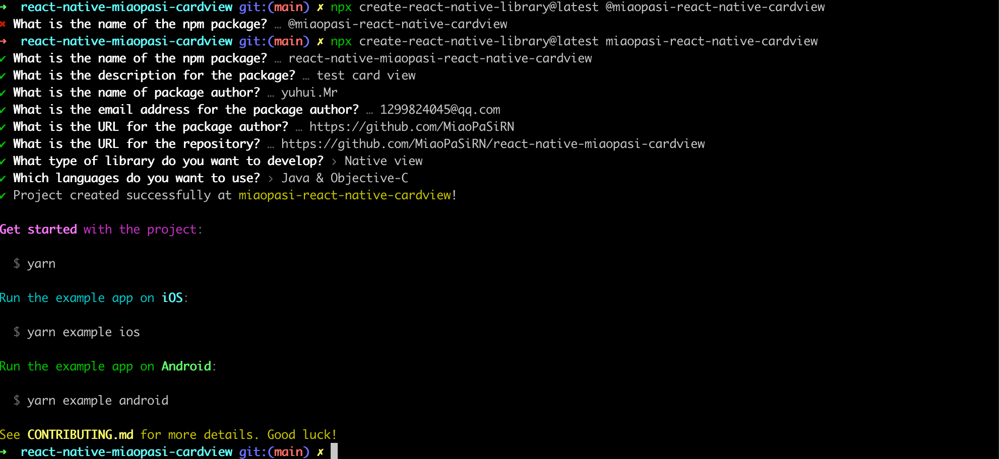 ➜  react-native-miaopasi-cardview git:(main) ✗ npx create-react-native-library@latest @miaopasi-react-native-cardview
✖ What is the name of the npm package? … @miaopasi-react-native-cardview
➜  react-native-miaopasi-cardview git:(main) ✗ npx create-react-native-library@latest miaopasi-react-native-cardview
✔ What is the name of the npm package? … react-native-miaopasi-react-native-cardview
✔ What is the description for the package? … test card view
✔ What is the name of package author? … yuhui.Mr
✔ What is the email address for the package author? … 1299824045@qq.com
✔ What is the URL for the package author? … https://github.com/MiaoPaSiRN
✔ What is the URL for the repository? … https://github.com/MiaoPaSiRN/react-native-miaopasi-cardview
✔ What type of library do you want to develop? › Native view
✔ Which languages do you want to use? › Java & Objective-C
✔ Project created successfully at miaopasi-react-native-cardview!
Get started with the project:
$ yarn
Run the example app on iOS:
$ yarn example ios
Run the example app on Android:
$ yarn example android
See CONTRIBUTING.md for more details. Good luck!
➜  react-native-miaopasi-cardview git:(main) ✗